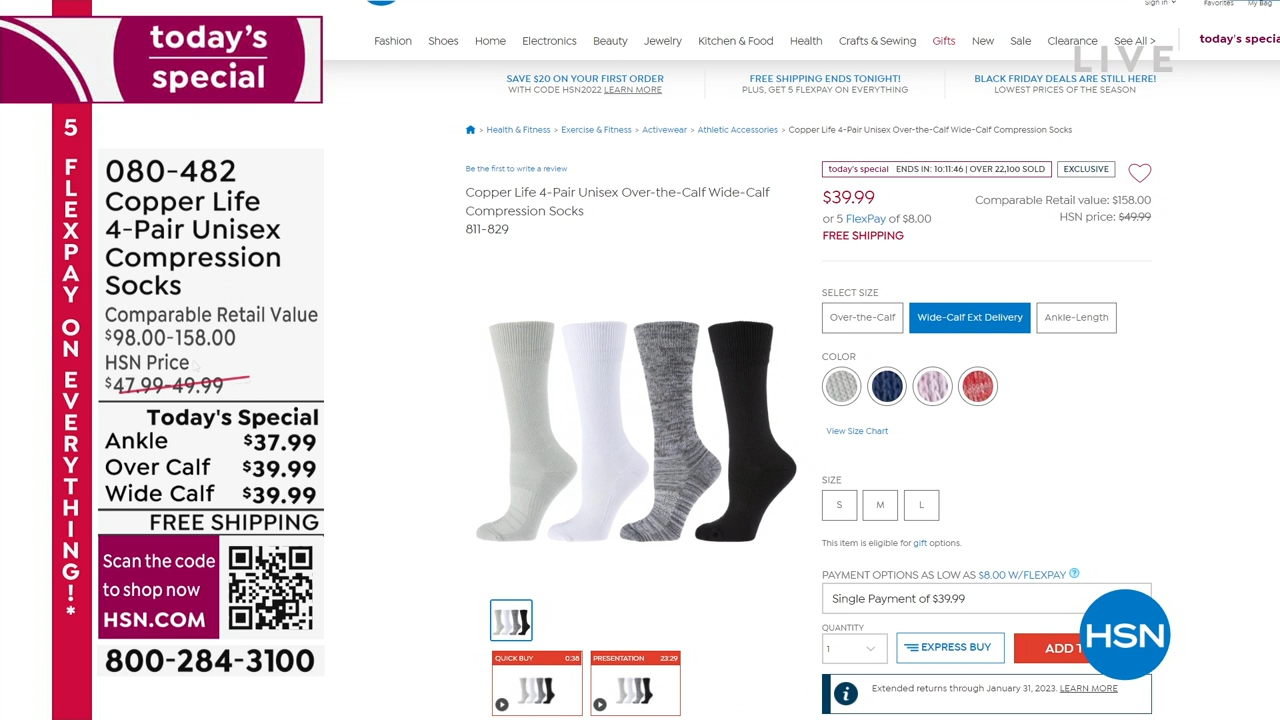 today's
special
5 FLEXPAY ON EVERYTHING!*
080-482
Copper Life
4-Pair Unisex
Compression
Socks
Comparable Retail Value
$98.00-158.00
HSN Price
$47.99-49.99
Today's Special
Ankle $37.99
Over Calf $39.99
Wide Calf $39.99
FREE SHIPPING
Scan the code
to shop now
HSN.COM
800-284-3100
Sign In Favorites My Bag
Fashion Shoes Home Electronics Beauty Jewelry Kitchen & Food Health Crafts & Sewing Gifts New Sale Clearance See All > today's specia
LIVE
SAVE $20 ON YOUR FIRST ORDER
WITH CODE HSN2022 LEARN MORE
FREE SHIPPING ENDS TONIGHT!
PLUS, GET 5 FLEXPAY ON EVERYTHING
BLACK FRIDAY DEALS ARE STILL HERE!
LOWEST PRICES OF THE SEASON
> Health & Fitness > Exercise & Fitness > Activewear > Athletic Accessories > Copper Life 4-Pair Unisex Over-the-Calf Wide-Calf Compression Socks
Be the first to write a review
Copper Life 4-Pair Unisex Over-the-Calf Wide-Calf
Compression Socks
811-829
today's special ENDS IN: 10:11:46 | OVER 22,100 SOLD EXCLUSIVE
$39.99
or 5 FlexPay of $8.00
FREE SHIPPING
Comparable Retail value: $158.00
HSN price: $49.99
SELECT SIZE
Over-the-Calf Wide-Calf Ext Delivery Ankle-Length
COLOR
View Size Chart
SIZE
S M L
This item is eligible for gift options.
PAYMENT OPTIONS AS LOW AS $8.00 W/FLEXPAY ?
Single Payment of $39.99
QUANTITY
1 EXPRESS BUY ADD T
HSN
QUICK BUY 0:38
PRESENTATION 23:29
i Extended returns through January 31, 2023. LEARN MORE